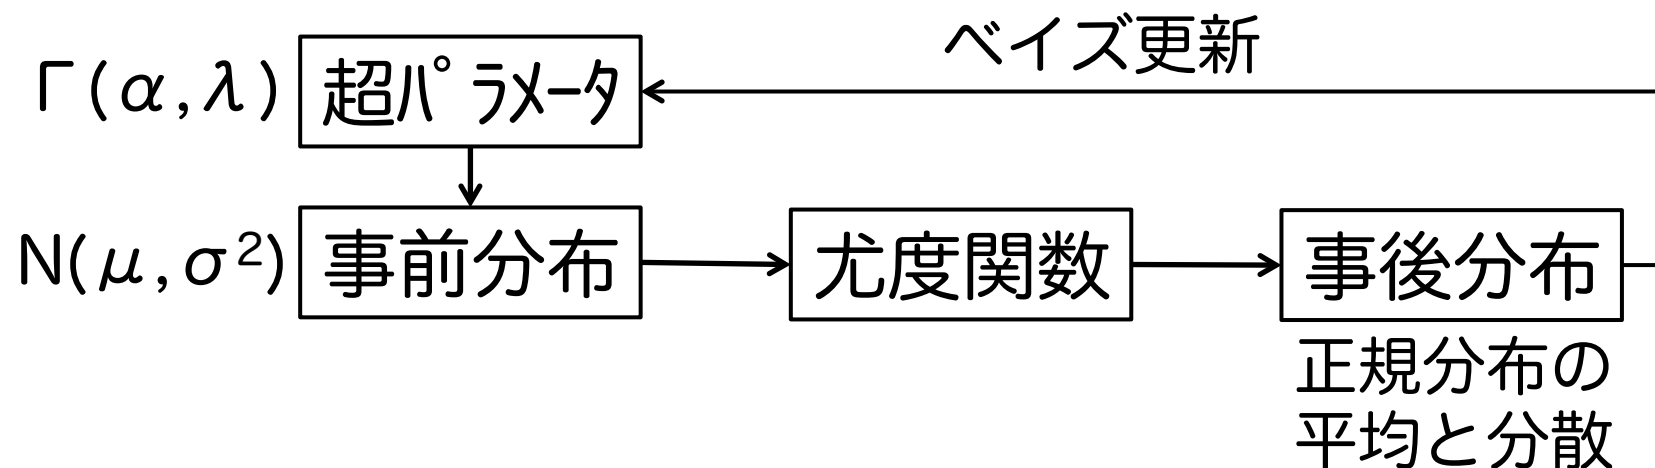 ベイズ更新
Γ(α,λ) 超パラメータ
N(μ,σ²) 事前分布 尤度関数 事後分布
正規分布の
平均と分散